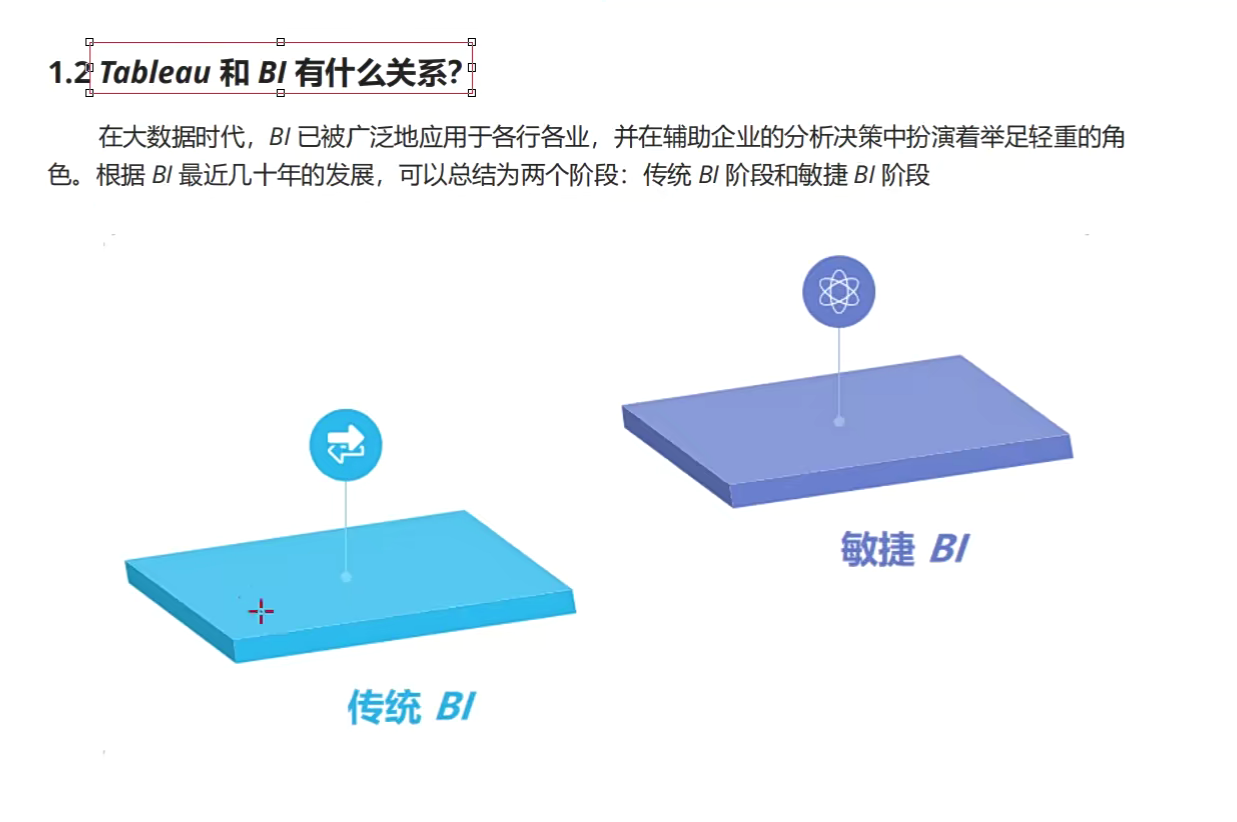 1.2 Tableau 和 BI 有什么关系？
在大数据时代，BI 已被广泛地应用于各行各业，并在辅助企业的分析决策中扮演着举足轻重的角
色。根据 BI 最近几十年的发展，可以总结为两个阶段：传统 BI 阶段和敏捷 BI 阶段
敏捷 BI
传统 BI